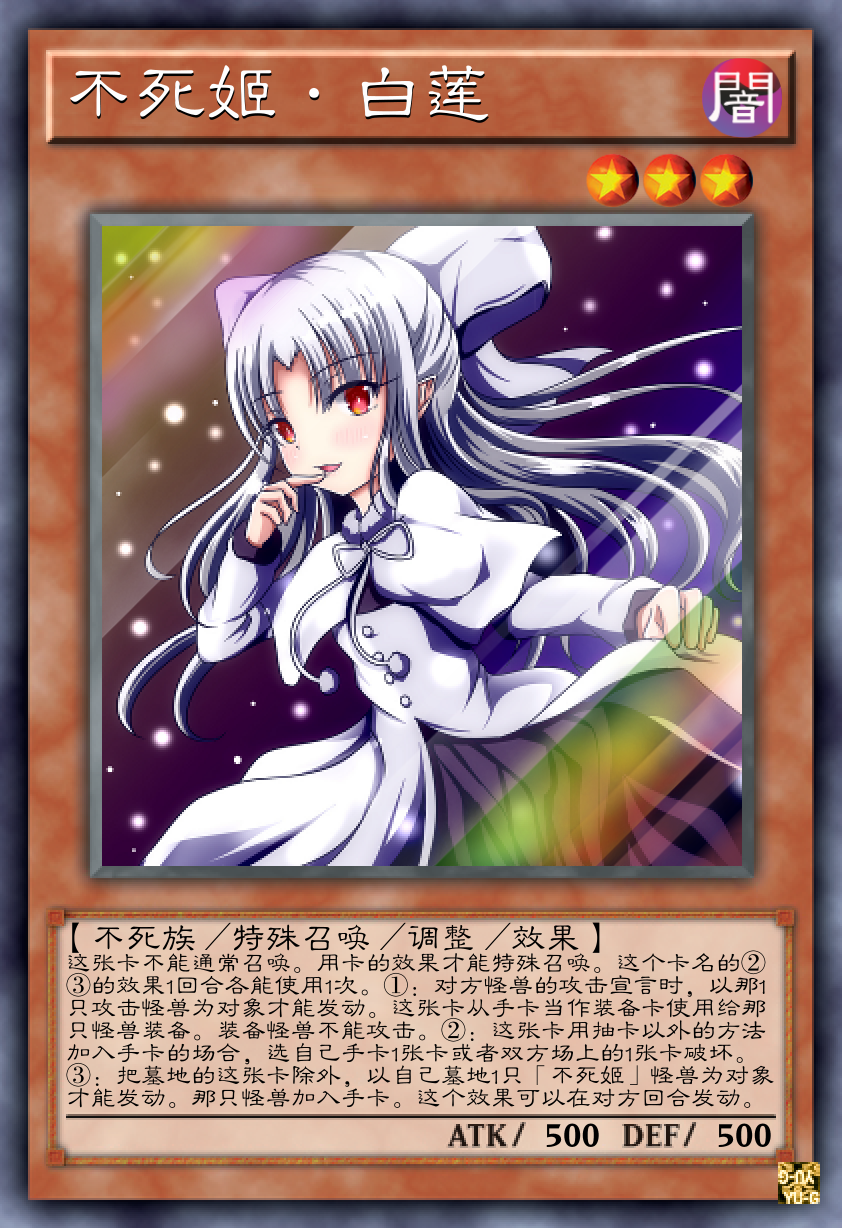 不死姬·白莲
闇
【不死族／特殊召唤／调整／效果】
这张卡不能通常召唤。用卡的效果才能特殊召唤。这个卡名的②
③的效果1回合各能使用1次。①：对方怪兽的攻击宣言时，以那1
只攻击怪兽为对象才能发动。这张卡从手卡当作装备卡使用给那
只怪兽装备。装备怪兽不能攻击。②：这张卡用抽卡以外的方法
加入手卡的场合，选自己手卡1张卡或者双方场上的1张卡破坏。
③：把墓地的这张卡除外，以自己墓地1只「不死姬」怪兽为对象
才能发动。那只怪兽加入手卡。这个效果可以在对方回合发动。
ATK/ 500 DEF/ 500